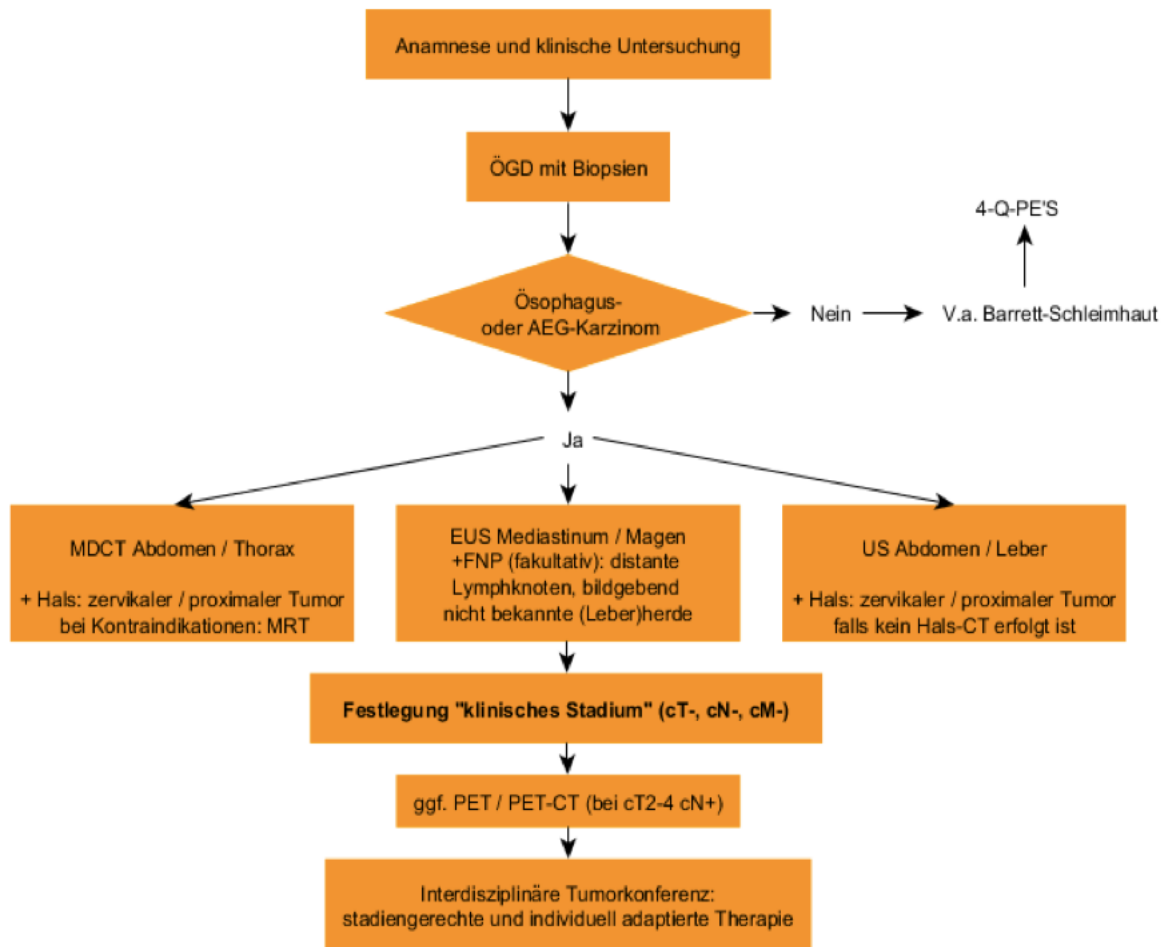 Anamnese und klinische Untersuchung
ÖGD mit Biopsien
4-Q-PE'S
Ösophagus-
oder AEG-Karzinom
Nein
V.a. Barrett-Schleimhaut
Ja
MDCT Abdomen / Thorax
+ Hals: zervikaler / proximaler Tumor
bei Kontraindikationen: MRT
EUS Mediastinum / Magen
+FNP (fakultativ): distante
Lymphknoten, bildgebend
nicht bekannte (Leber)herde
US Abdomen / Leber
+ Hals: zervikaler / proximaler Tumor
falls kein Hals-CT erfolgt ist
Festlegung "klinisches Stadium" (cT-, cN-, cM-)
ggf. PET / PET-CT (bei cT2-4 cN+)
Interdisziplinäre Tumorkonferenz:
stadiengerechte und individuell adaptierte Therapie